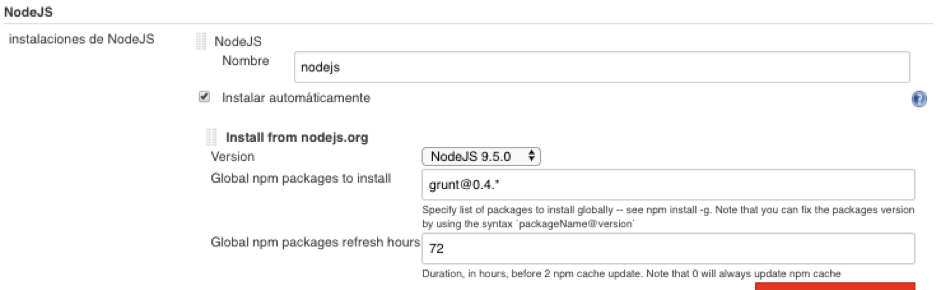 NodeJS
instalaciones de NodeJS
NodeJS
Nombre
nodejs
Instalar automáticamente
Install from nodejs.org
Version
NodeJS 9.5.0
Global npm packages to install
grunt@0.4.*
Specify list of packages to install globally -- see npm install -g. Note that you can fix the packages version
by using the syntax `packageName@version`
Global npm packages refresh hours
72
Duration, in hours, before 2 npm cache update. Note that 0 will always update npm cache